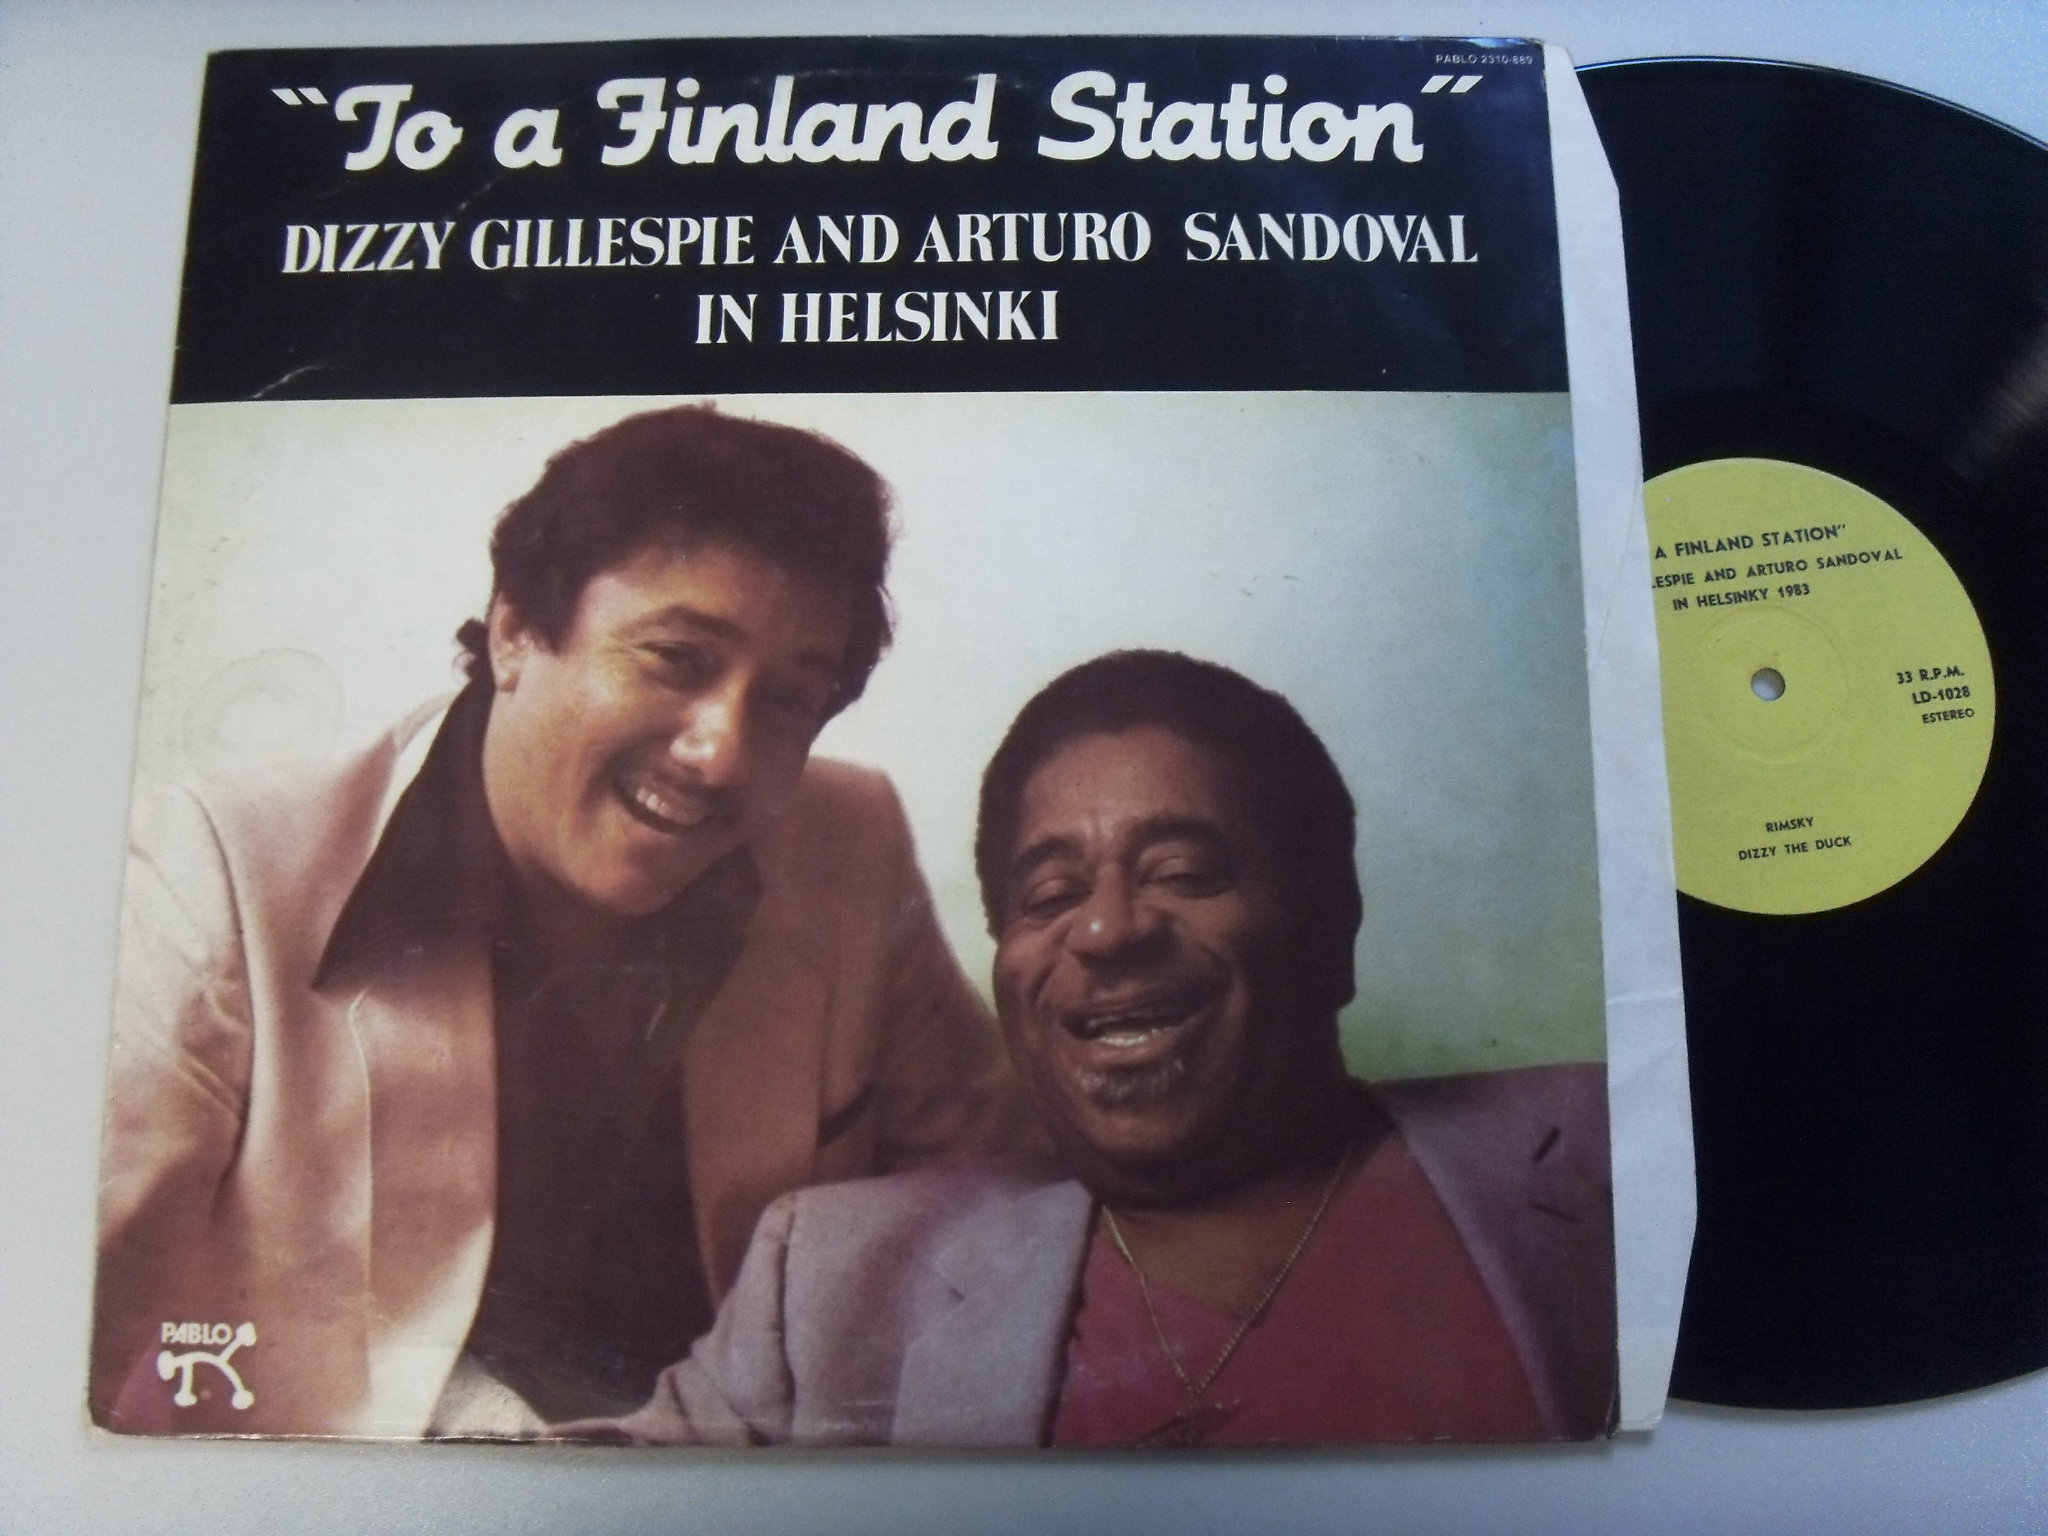 PABLO 2310-889
"To a Finland Station"
DIZZY GILLESPIE AND ARTURO SANDOVAL
IN HELSINKI
PABLO
A FINLAND STATION"
LESPIE AND ARTURO SANDOVAL
IN HELSINKY 1983
33 R.P.M.
LD-1028
ESTEREO
RIMSKY
DIZZY THE DUCK